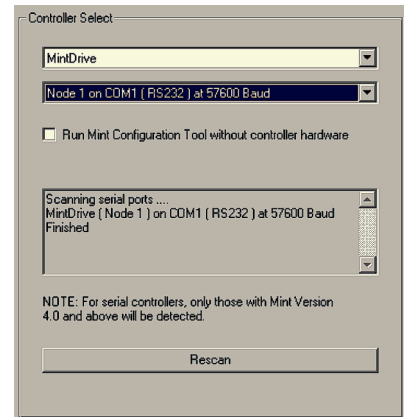 Controller Select
MintDrive
Node 1 on COM1 ( RS232 ) at 57600 Baud
Run Mint Configuration Tool without controller hardware
Scanning serial ports ....
MintDrive ( Node 1 ) on COM1 ( RS232 ) at 57600 Baud
Finished
NOTE: For serial controllers, only those with Mint Version
4.0 and above will be detected.
Rescan